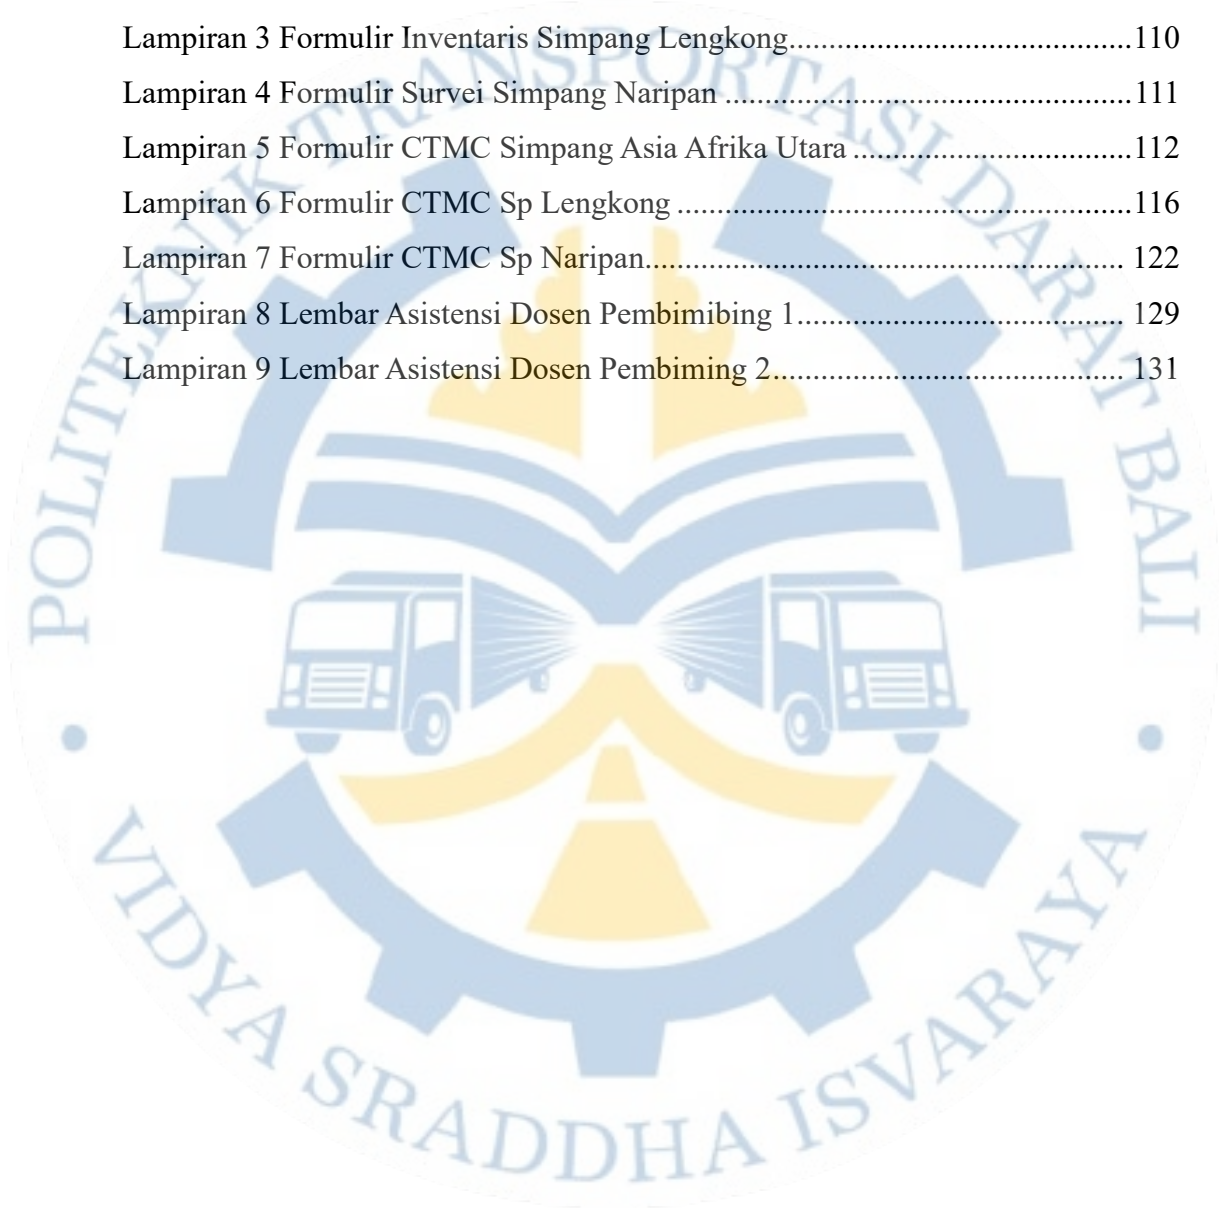 Lampiran 3 Formulir Inventaris Simpang Lengkong..........................................110
Lampiran 4 Formulir Survei Simpang Naripan ..................................................111
Lampiran 5 Formulir CTMC Simpang Asia Afrika Utara ..................................112
Lampiran 6 Formulir CTMC Sp Lengkong ........................................................116
Lampiran 7 Formulir CTMC Sp Naripan............................................................ 122
Lampiran 8 Lembar Asistensi Dosen Pembimibing 1......................................... 129
Lampiran 9 Lembar Asistensi Dosen Pembiming 2............................................ 131
POLITEKNIK TRANSPORTASI DARAT BALI
VIDYA SRADDHA ISVARAYA